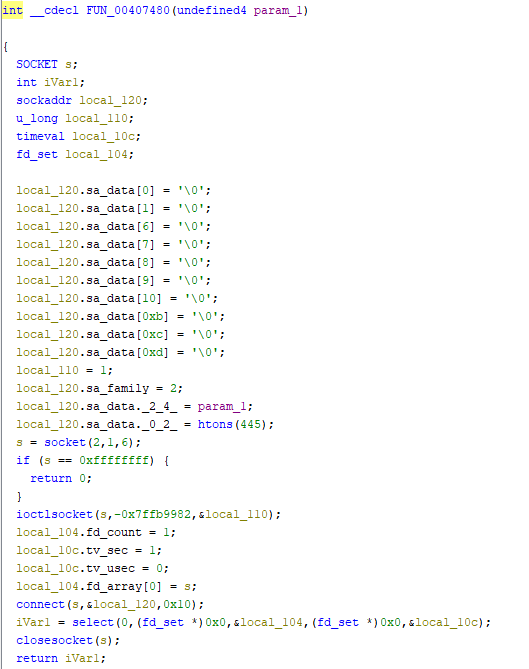 int __cdecl FUN_00407480(undefined4 param_1)
{
SOCKET s;
int iVar1;
sockaddr local_120;
u_long local_110;
timeval local_10c;
fd_set local_104;
local_120.sa_data[0] = '\0';
local_120.sa_data[1] = '\0';
local_120.sa_data[6] = '\0';
local_120.sa_data[7] = '\0';
local_120.sa_data[8] = '\0';
local_120.sa_data[9] = '\0';
local_120.sa_data[10] = '\0';
local_120.sa_data[0xb] = '\0';
local_120.sa_data[0xc] = '\0';
local_120.sa_data[0xd] = '\0';
local_110 = 1;
local_120.sa_family = 2;
local_120.sa_data._2_4_ = param_1;
local_120.sa_data._0_2_ = htons(445);
s = socket(2,1,6);
if (s == 0xffffffff) {
return 0;
}
ioctlsocket(s,-0x7ffb9982,&local_110);
local_104.fd_count = 1;
local_10c.tv_sec = 1;
local_10c.tv_usec = 0;
local_104.fd_array[0] = s;
connect(s,&local_120,0x10);
iVar1 = select(0,(fd_set *)0x0,&local_104,(fd_set *)0x0,&local_10c);
closesocket(s);
return iVar1;